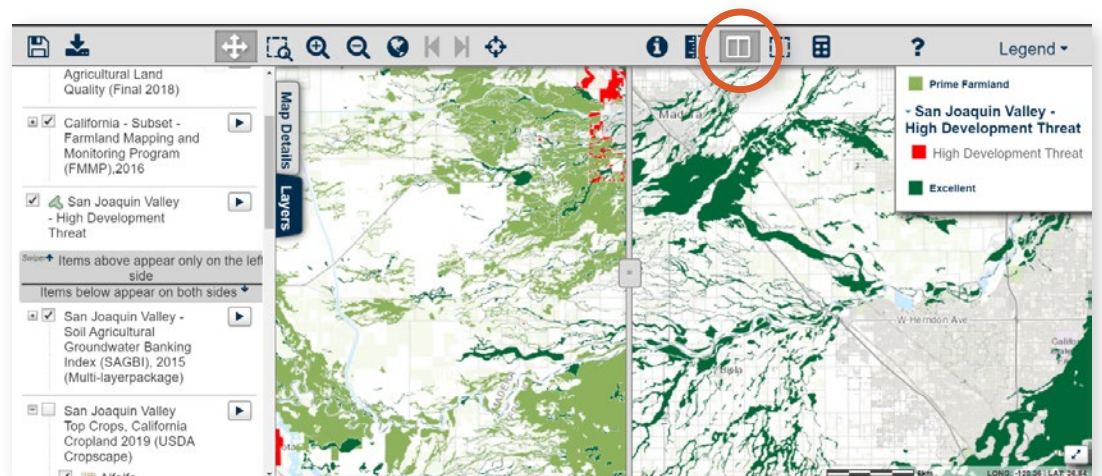 ?
Legend
Agricultural Land
Quality (Final 2018)
California - Subset -
Farmland Mapping and
Monitoring Program
(FMMP),2016
San Joaquin Valley
- High Development
Threat
Swiper Items above appear only on the left
side
Items below appear on both sides
San Joaquin Valley -
Soil Agricultural
Groundwater Banking
Index (SAGBI), 2015
(Multi-layerpackage)
San Joaquin Valley
Top Crops, California
Cropland 2019 (USDA
Cropscape)
Alfalfa
Map Details
Layers
Madera
MADERA
Biola
W Herndon Ave
Prime Farmland
San Joaquin Valley -
High Development Threat
High Development Threat
Excellent